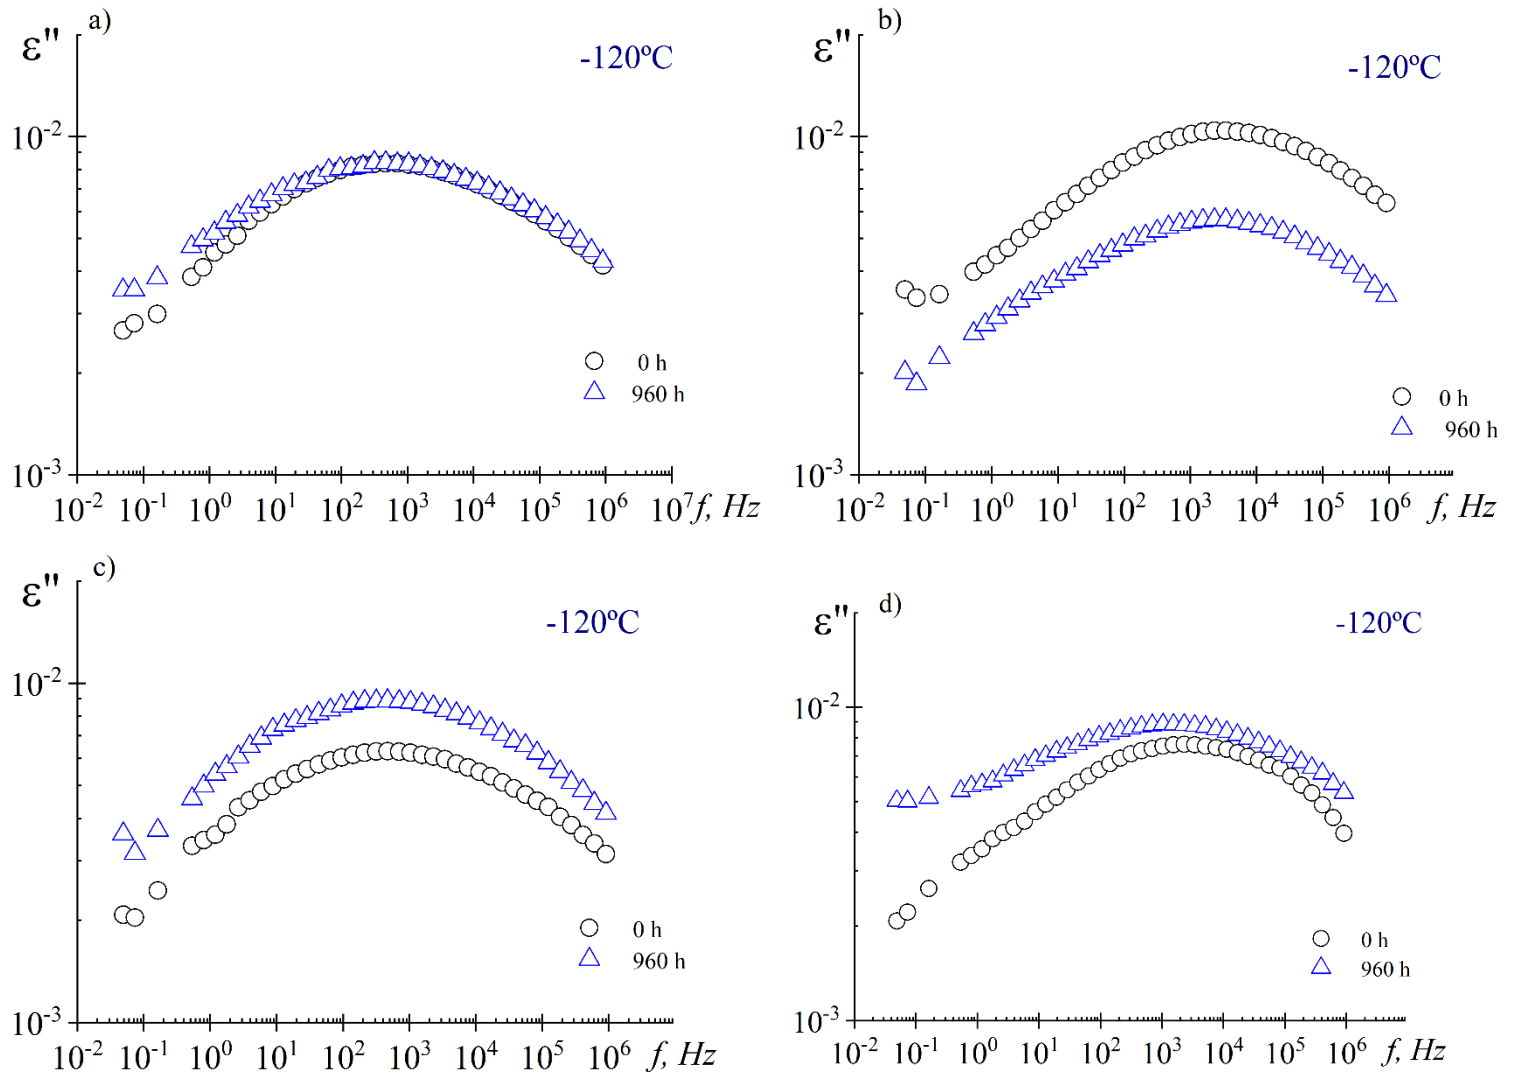 a)
ε"
-120ºC
10⁻²
0 h
960 h
10⁻³
10⁻² 10⁻¹ 10⁰ 10¹ 10² 10³ 10⁴ 10⁵ 10⁶ 10⁷ f, Hz
b)
ε"
-120ºC
10⁻²
0 h
960 h
10⁻³
10⁻² 10⁻¹ 10⁰ 10¹ 10² 10³ 10⁴ 10⁵ 10⁶ f, Hz
c)
ε"
-120ºC
10⁻²
0 h
960 h
10⁻³
10⁻² 10⁻¹ 10⁰ 10¹ 10² 10³ 10⁴ 10⁵ 10⁶ f, Hz
d)
ε"
-120ºC
10⁻²
0 h
960 h
10⁻³
10⁻² 10⁻¹ 10⁰ 10¹ 10² 10³ 10⁴ 10⁵ 10⁶ f, Hz